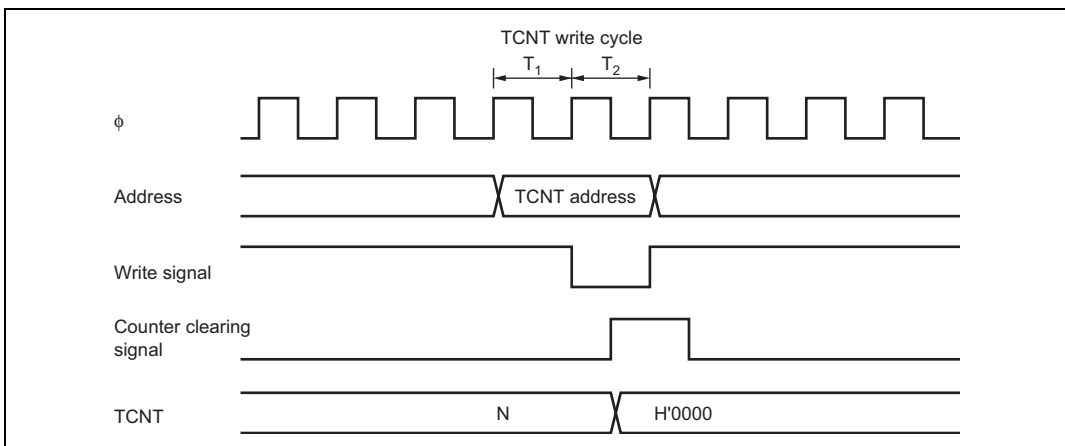 TCNT write cycle
T₁ T₂
ϕ
Address
TCNT address
Write signal
Counter clearing
signal
TCNT
N
H'0000